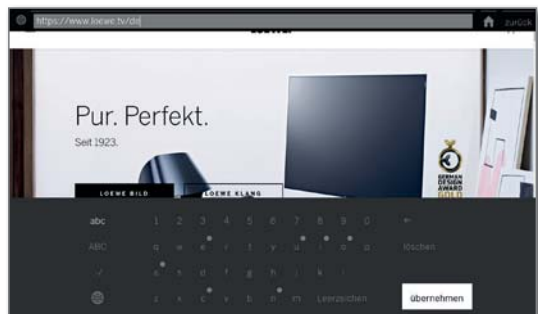 https://www.loewe.tv/de zurück
Pur. Perfekt.
Seit 1923.
LOEWE BILD LOEWE KLANG
GERMAN
DESIGN
AWARD
GOLD
abc 1 2 3 4 5 6 7 8 9 0 ←
ABC q w e r t y u i o p löschen
a s d f g h j k l
z x c v b n m Leerzeichen übernehmen